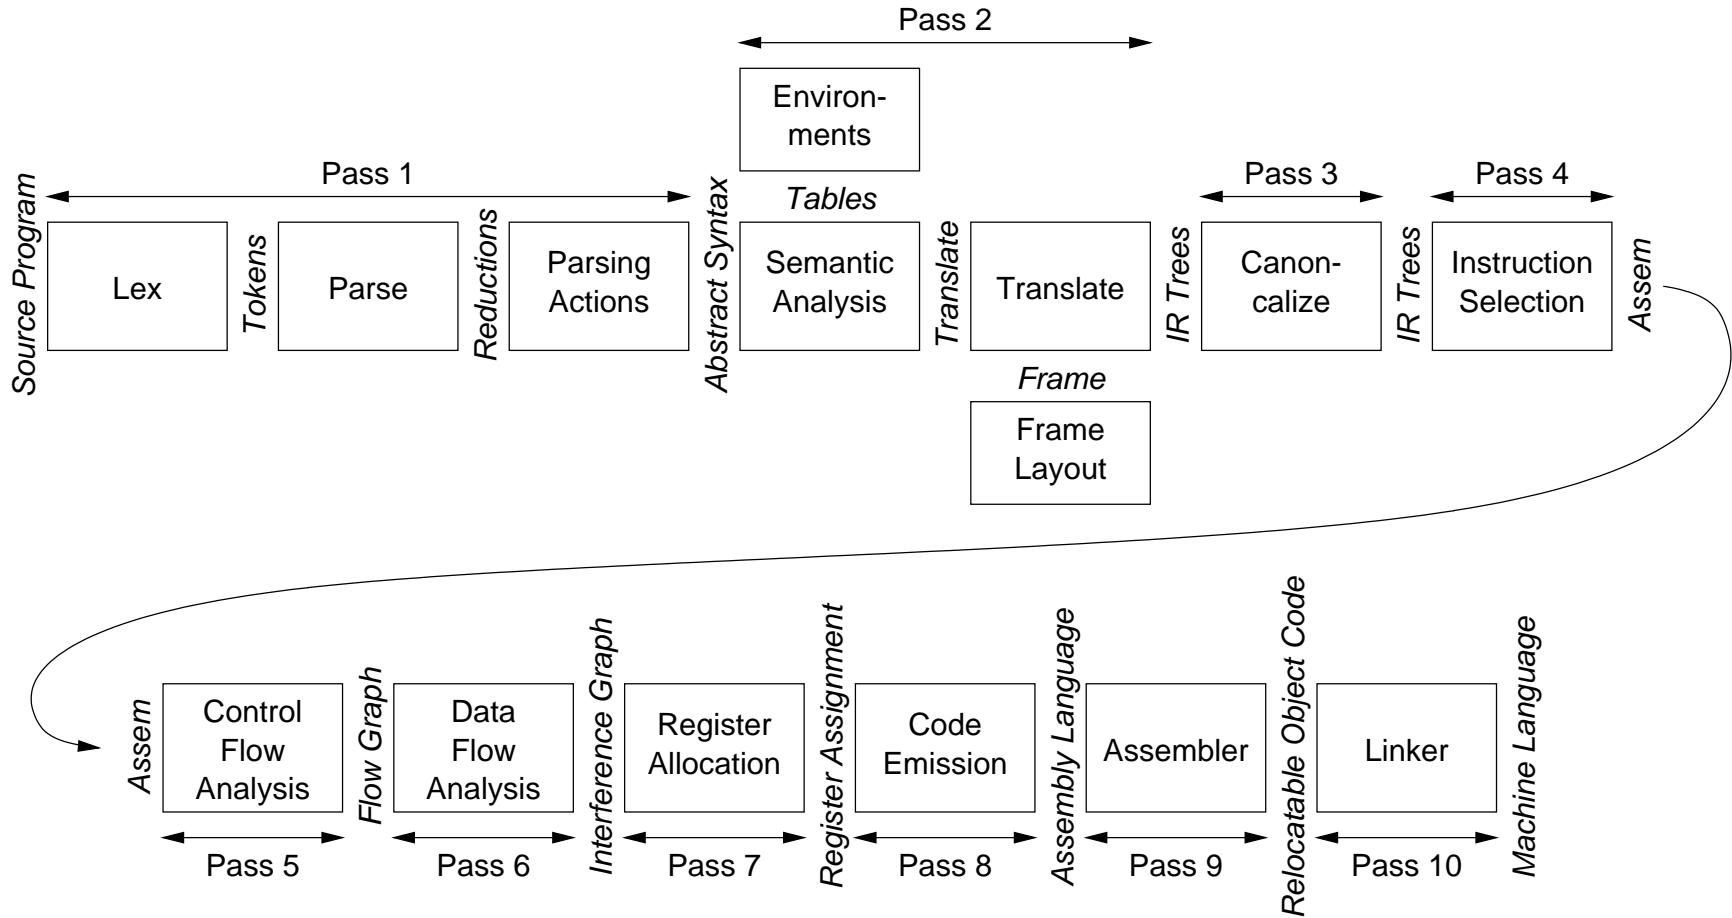 Pass 2
Environ-
ments
Pass 1
Tables
Pass 3
Pass 4
Source Program
Lex
Tokens
Parse
Reductions
Parsing
Actions
Abstract Syntax
Semantic
Analysis
Translate
Translate
IR Trees
Canon-
calize
IR Trees
Instruction
Selection
Assem
Frame
Frame
Layout
Assem
Control
Flow
Analysis
Flow Graph
Data
Flow
Analysis
Interference Graph
Register
Allocation
Register Assignment
Code
Emission
Assembly Language
Assembler
Relocatable Object Code
Linker
Machine Language
Pass 5
Pass 6
Pass 7
Pass 8
Pass 9
Pass 10